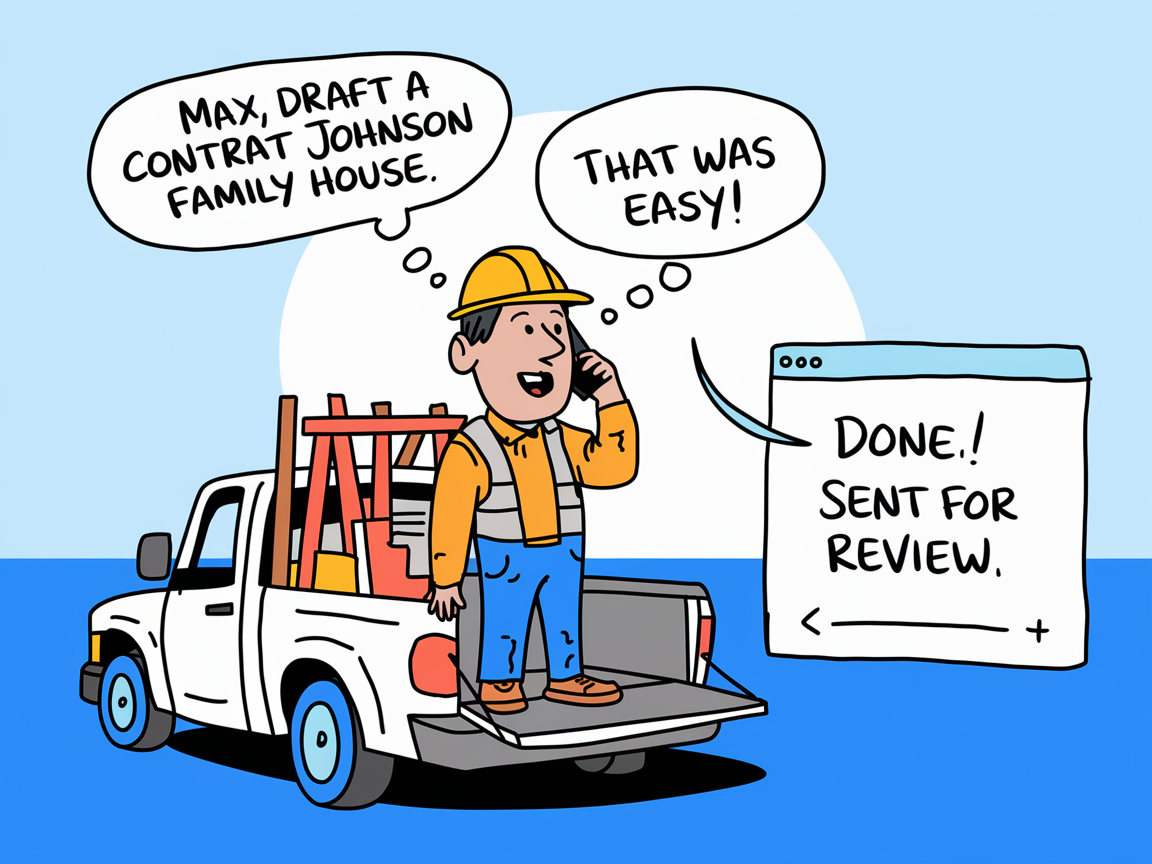 MAX, DRAFT A
CONTRAT JOHNSON
FAMILY HOUSE.
THAT WAS
EASY!
DONE.!
SENT FOR
REVIEW.